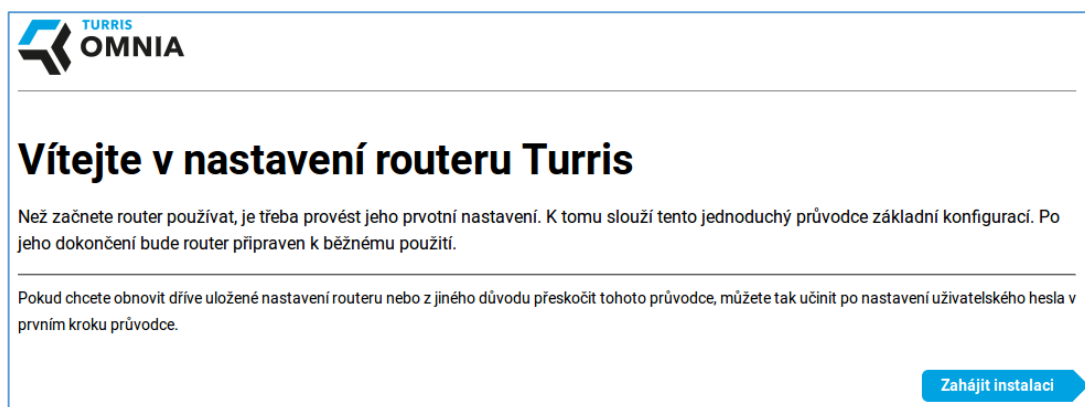 TURRIS
OMNIA
Vítejte v nastavení routeru Turris
Než začnete router používat, je třeba provést jeho prvotní nastavení. K tomu slouží tento jednoduchý průvodce základní konfigurací. Po
jeho dokončení bude router připraven k běžnému použití.
Pokud chcete obnovit dříve uložené nastavení routeru nebo z jiného důvodu přeskočit tohoto průvodce, můžete tak učinit po nastavení uživatelského hesla v
prvním kroku průvodce.
Zahájit instalaci